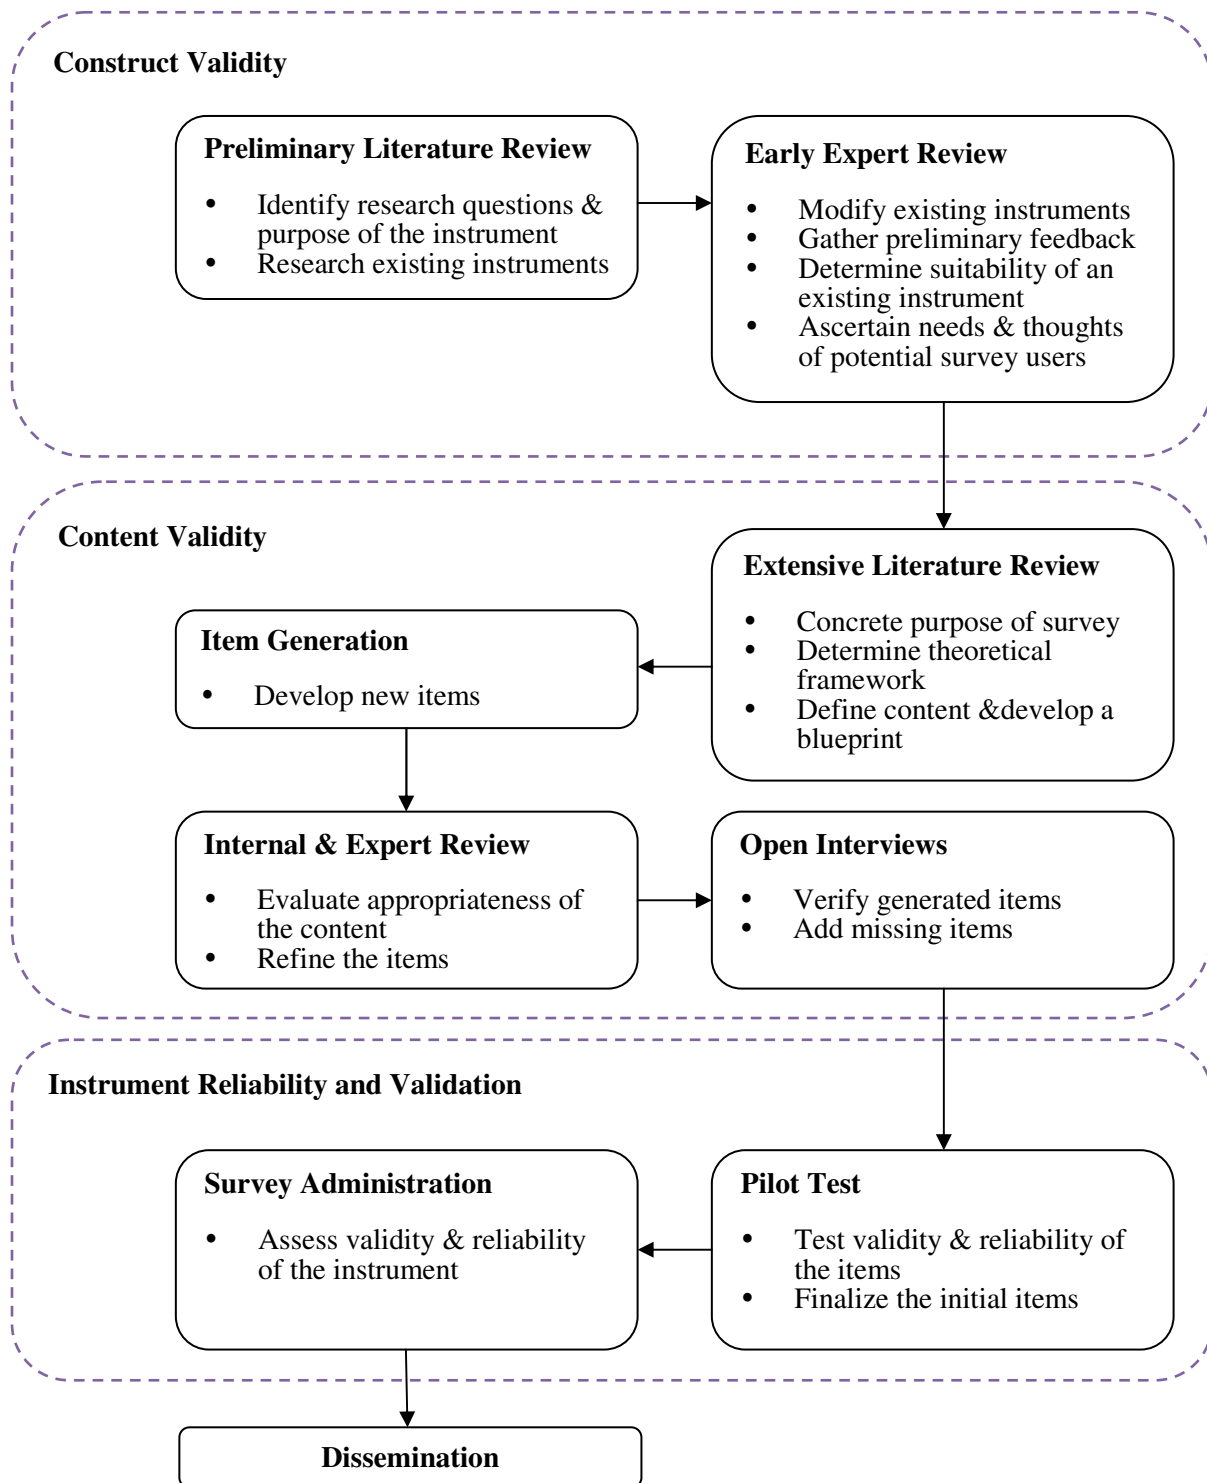 Construct Validity
Preliminary Literature Review
• Identify research questions &
purpose of the instrument
• Research existing instruments
Early Expert Review
• Modify existing instruments
• Gather preliminary feedback
• Determine suitability of an
existing instrument
• Ascertain needs & thoughts
of potential survey users
Content Validity
Extensive Literature Review
• Concrete purpose of survey
• Determine theoretical
framework
• Define content &develop a
blueprint
Item Generation
• Develop new items
Internal & Expert Review
• Evaluate appropriateness of
the content
• Refine the items
Open Interviews
• Verify generated items
• Add missing items
Instrument Reliability and Validation
Survey Administration
• Assess validity & reliability
of the instrument
Pilot Test
• Test validity & reliability of
the items
• Finalize the initial items
Dissemination